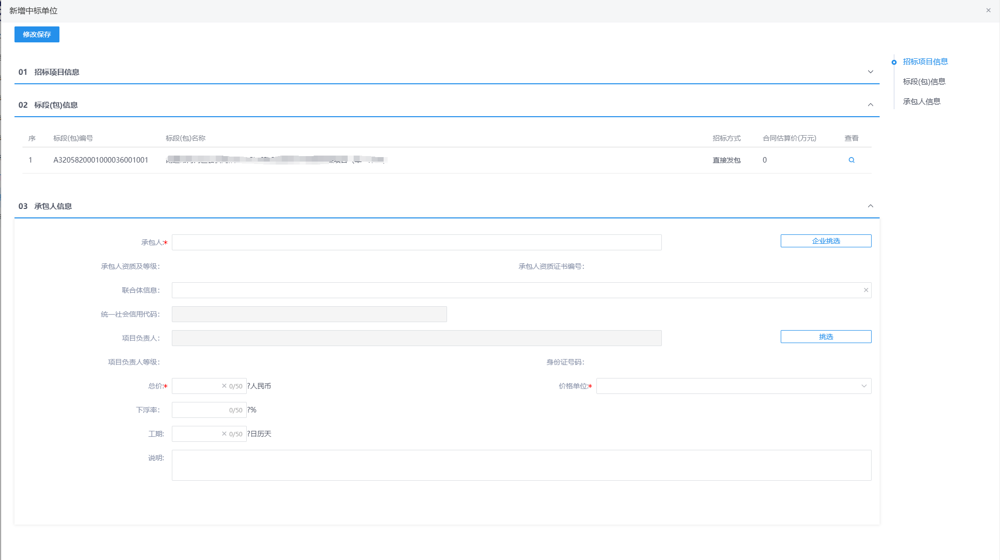 新增中标单位
修改保存
01 招标项目信息
招标项目信息
标段(包)信息
承包人信息
02 标段(包)信息
序 标段(包)编号 标段(包)名称 招标方式 合同估算价(万元) 查看
1 A3205820001000036001001 直接发包 0
03 承包人信息
承包人:* 企业挑选
承包人资质及等级： 承包人资质证书编号：
联合体信息：
统一社会信用代码：
项目负责人： 挑选
项目负责人等级： 身份证号码：
总价:* 0/50 ?人民币 价格单位:*
下浮率： 0/50 ?%
工期: 0/50 ?日历天
说明: